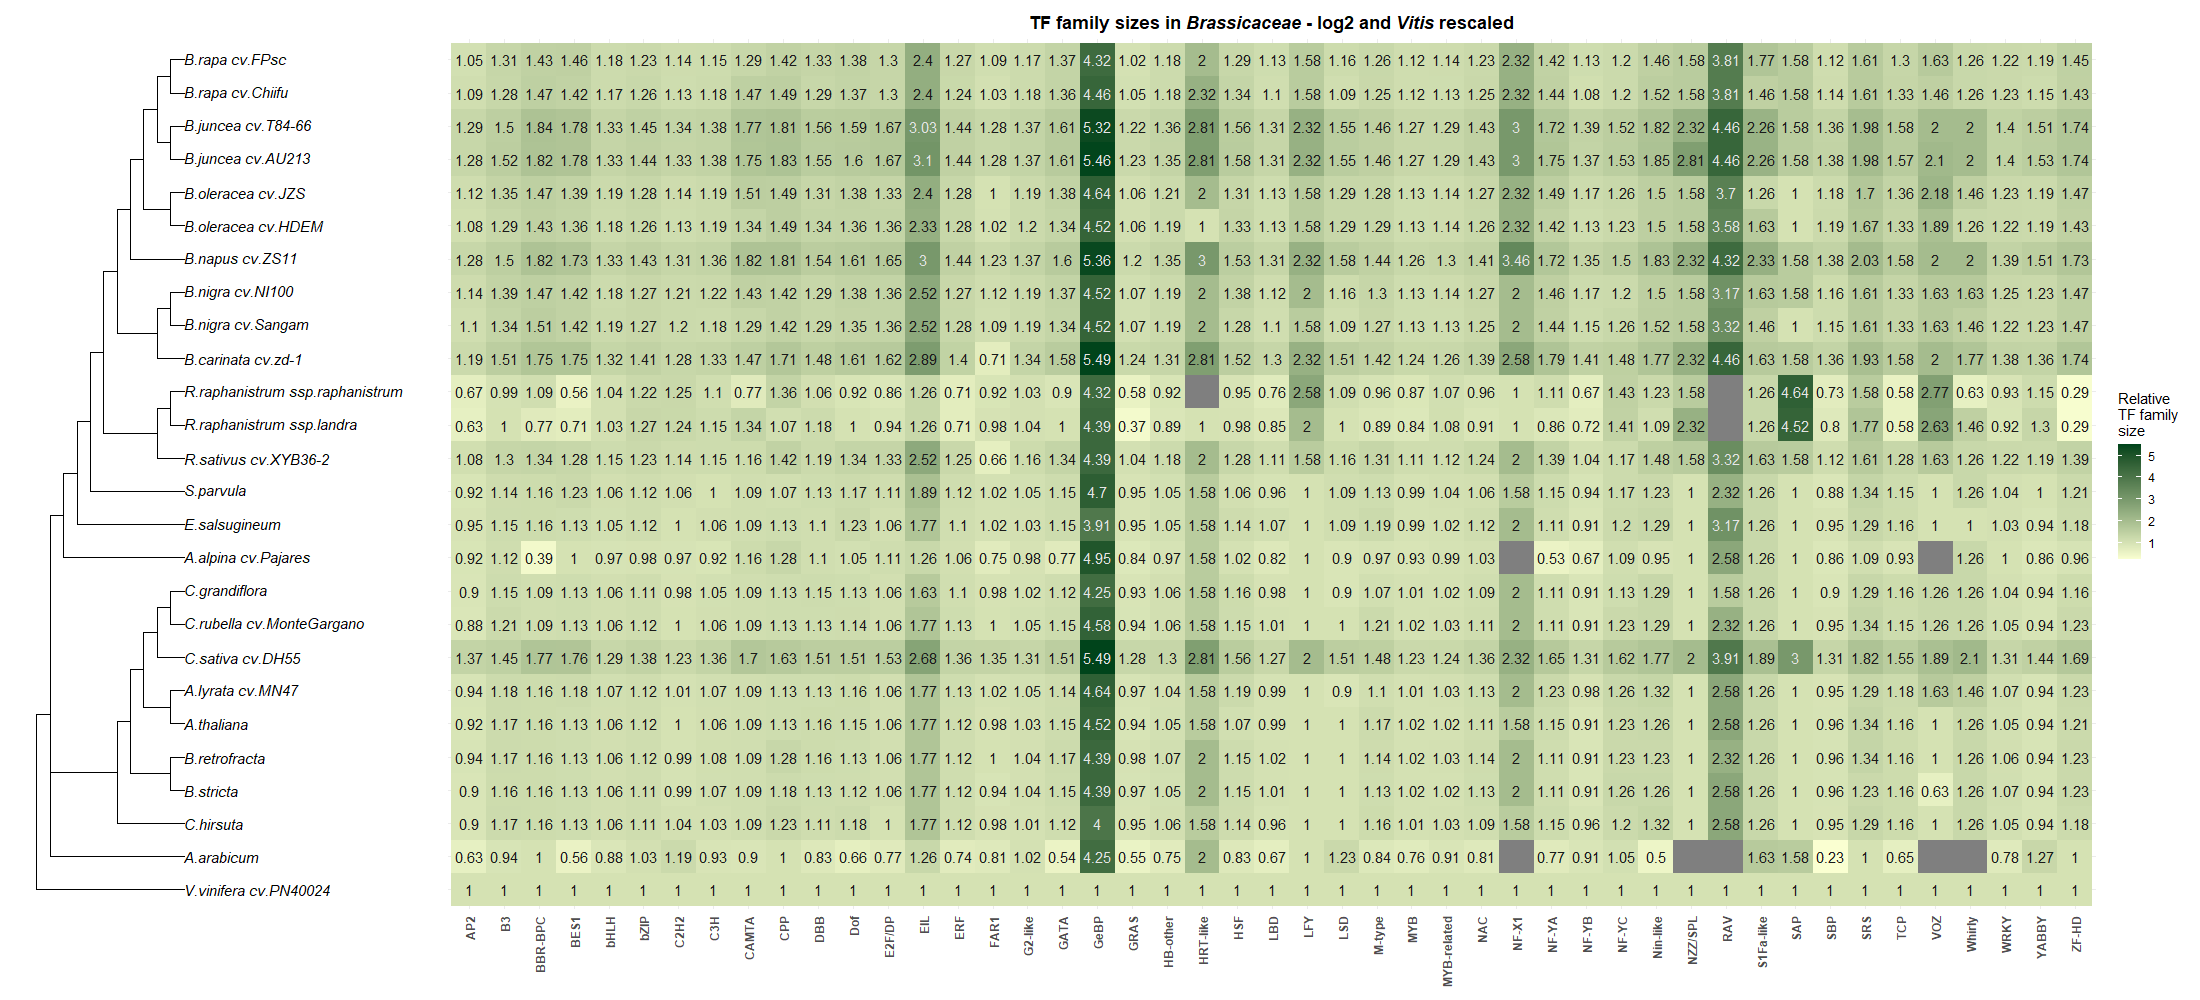 TF family sizes in Brassicaceae - log2 and Vitis rescaled
B.rapa cv.FPsc 1.05 1.31 1.43 1.46 1.18 1.23 1.14 1.15 1.29 1.42 1.33 1.38 1.3 2.4 1.27 1.09 1.17 1.37 4.32 1.02 1.18 2 1.29 1.13 1.58 1.16 1.26 1.12 1.14 1.23 2.32 1.42 1.13 1.2 1.46 1.58 3.81 1.77 1.58 1.12 1.61 1.3 1.63 1.26 1.22 1.19 1.45
B.rapa cv.Chiifu 1.09 1.28 1.47 1.42 1.17 1.26 1.13 1.18 1.47 1.49 1.29 1.37 1.3 2.4 1.24 1.03 1.18 1.36 4.46 1.05 1.18 2.32 1.34 1.1 1.58 1.09 1.25 1.12 1.13 1.25 2.32 1.44 1.08 1.2 1.52 1.58 3.81 1.46 1.58 1.14 1.61 1.33 1.46 1.26 1.23 1.15 1.43
B.juncea cv.T84-66 1.29 1.5 1.84 1.78 1.33 1.45 1.34 1.38 1.77 1.81 1.56 1.59 1.67 3.03 1.44 1.28 1.37 1.61 5.32 1.22 1.36 2.81 1.56 1.31 2.32 1.55 1.46 1.27 1.29 1.43 3 1.72 1.39 1.52 1.82 2.32 4.46 2.26 1.58 1.36 1.98 1.58 2 2 1.4 1.51 1.74
B.juncea cv.AU213 1.28 1.52 1.82 1.78 1.33 1.44 1.33 1.38 1.75 1.83 1.55 1.6 1.67 3.1 1.44 1.28 1.37 1.61 5.46 1.23 1.35 2.81 1.58 1.31 2.32 1.55 1.46 1.27 1.29 1.43 3 1.75 1.37 1.53 1.85 2.81 4.46 2.26 1.58 1.38 1.98 1.57 2.1 2 1.4 1.53 1.74
B.oleracea cv.JZS 1.12 1.35 1.47 1.39 1.19 1.28 1.14 1.19 1.51 1.49 1.31 1.38 1.33 2.4 1.28 1 1.19 1.38 4.64 1.06 1.21 2 1.31 1.13 1.58 1.29 1.28 1.13 1.14 1.27 2.32 1.49 1.17 1.26 1.5 1.58 3.7 1.26 1 1.18 1.7 1.36 2.18 1.46 1.23 1.19 1.47
B.oleracea cv.HDEM 1.08 1.29 1.43 1.36 1.18 1.26 1.13 1.19 1.34 1.49 1.34 1.36 1.36 2.33 1.28 1.02 1.2 1.34 4.52 1.06 1.19 1 1.33 1.13 1.58 1.29 1.29 1.13 1.14 1.26 2.32 1.42 1.13 1.23 1.5 1.58 3.58 1.63 1 1.19 1.67 1.33 1.89 1.26 1.22 1.19 1.43
B.napus cv.ZS11 1.28 1.5 1.82 1.73 1.33 1.43 1.31 1.36 1.82 1.81 1.54 1.61 1.65 3 1.44 1.23 1.37 1.6 5.36 1.2 1.35 3 1.53 1.31 2.32 1.58 1.44 1.26 1.3 1.41 3.46 1.72 1.35 1.5 1.83 2.32 4.32 2.33 1.58 1.38 2.03 1.58 2 2 1.39 1.51 1.73
B.nigra cv.NI100 1.14 1.39 1.47 1.42 1.18 1.27 1.21 1.22 1.43 1.42 1.29 1.38 1.36 2.52 1.27 1.12 1.19 1.37 4.52 1.07 1.19 2 1.38 1.12 2 1.16 1.3 1.13 1.14 1.27 2 1.46 1.17 1.2 1.5 1.58 3.17 1.63 1.58 1.16 1.61 1.33 1.63 1.63 1.25 1.23 1.47
B.nigra cv.Sangam 1.1 1.34 1.51 1.42 1.19 1.27 1.2 1.18 1.29 1.42 1.29 1.35 1.36 2.52 1.28 1.09 1.19 1.34 4.52 1.07 1.19 2 1.28 1.1 1.58 1.09 1.27 1.13 1.13 1.25 2 1.44 1.15 1.26 1.52 1.58 3.32 1.46 1 1.15 1.61 1.33 1.63 1.46 1.22 1.23 1.47
B.carinata cv.zd-1 1.19 1.51 1.75 1.75 1.32 1.41 1.28 1.33 1.47 1.71 1.48 1.61 1.62 2.89 1.4 0.71 1.34 1.58 5.49 1.24 1.31 2.81 1.52 1.3 2.32 1.51 1.42 1.24 1.26 1.39 2.58 1.79 1.41 1.48 1.77 2.32 4.46 1.63 1.58 1.36 1.93 1.58 2 1.77 1.38 1.36 1.74
R.raphanistrum ssp.raphanistrum 0.67 0.99 1.09 0.56 1.04 1.22 1.25 1.1 0.77 1.36 1.06 0.92 0.86 1.26 0.71 0.92 1.03 0.9 4.32 0.58 0.92 0.95 0.76 2.58 1.09 0.96 0.87 1.07 0.96 1 1.11 0.67 1.43 1.23 1.58 1.26 4.64 0.73 1.58 0.58 2.77 0.63 0.93 1.15 0.29
R.raphanistrum ssp.landra 0.63 1 0.77 0.71 1.03 1.27 1.24 1.15 1.34 1.07 1.18 1 0.94 1.26 0.71 0.98 1.04 1 4.39 0.37 0.89 1 0.98 0.85 2 1 0.89 0.84 1.08 0.91 1 0.86 0.72 1.41 1.09 2.32 1.26 4.52 0.8 1.77 0.58 2.63 1.46 0.92 1.3 0.29
R.sativus cv.XYB36-2 1.08 1.3 1.34 1.28 1.15 1.23 1.14 1.15 1.16 1.42 1.19 1.34 1.33 2.52 1.25 0.66 1.16 1.34 4.39 1.04 1.18 2 1.28 1.11 1.58 1.16 1.31 1.11 1.12 1.24 2 1.39 1.04 1.17 1.48 1.58 3.32 1.63 1.58 1.12 1.61 1.28 1.63 1.26 1.22 1.19 1.39
S.parvula 0.92 1.14 1.16 1.23 1.06 1.12 1.06 1 1.09 1.07 1.13 1.17 1.11 1.89 1.12 1.02 1.05 1.15 4.7 0.95 1.05 1.58 1.06 0.96 1 1.09 1.13 0.99 1.04 1.06 1.58 1.15 0.94 1.17 1.23 1 2.32 1.26 1 0.88 1.34 1.15 1 1.26 1.04 1 1.21
E.salsugineum 0.95 1.15 1.16 1.13 1.05 1.12 1 1.06 1.09 1.13 1.1 1.23 1.06 1.77 1.1 1.02 1.03 1.15 3.91 0.95 1.05 1.58 1.14 1.07 1 1.09 1.19 0.99 1.02 1.12 2 1.11 0.91 1.2 1.29 1 3.17 1.26 1 0.95 1.29 1.16 1 1 1.03 0.94 1.18
A.alpina cv.Pajares 0.92 1.12 0.39 1 0.97 0.98 0.97 0.92 1.16 1.28 1.1 1.05 1.11 1.26 1.06 0.75 0.98 0.77 4.95 0.84 0.97 1.58 1.02 0.82 1 0.9 0.97 0.93 0.99 1.03 0.53 0.67 1.09 0.95 1 2.58 1.26 1 0.86 1.09 0.93 1.26 1 0.86 0.96
C.grandiflora 0.9 1.15 1.09 1.13 1.06 1.11 0.98 1.05 1.09 1.13 1.15 1.13 1.06 1.63 1.1 0.98 1.02 1.12 4.25 0.93 1.06 1.58 1.16 0.98 1 0.9 1.07 1.01 1.02 1.09 2 1.11 0.91 1.13 1.29 1 1.58 1.26 1 0.9 1.29 1.16 1.26 1.26 1.04 0.94 1.16
C.rubella cv.MonteGargano 0.88 1.21 1.09 1.13 1.06 1.12 1 1.06 1.09 1.13 1.13 1.14 1.06 1.77 1.13 1 1.05 1.15 4.58 0.94 1.06 1.58 1.15 1.01 1 1 1.21 1.02 1.03 1.11 2 1.11 0.91 1.23 1.29 1 2.32 1.26 1 0.95 1.34 1.15 1.26 1.26 1.05 0.94 1.23
C.sativa cv.DH55 1.37 1.45 1.77 1.76 1.29 1.38 1.23 1.36 1.7 1.63 1.51 1.51 1.53 2.68 1.36 1.35 1.31 1.51 5.49 1.28 1.3 2.81 1.56 1.27 2 1.51 1.48 1.23 1.24 1.36 2.32 1.65 1.31 1.62 1.77 2 3.91 1.89 3 1.31 1.82 1.55 1.89 2.1 1.31 1.44 1.69
A.lyrata cv.MN47 0.94 1.18 1.16 1.18 1.07 1.12 1.01 1.07 1.09 1.13 1.13 1.16 1.06 1.77 1.13 1.02 1.05 1.14 4.64 0.97 1.04 1.58 1.19 0.99 1 0.9 1.1 1.01 1.03 1.13 2 1.23 0.98 1.26 1.32 1 2.58 1.26 1 0.95 1.29 1.18 1.63 1.46 1.07 0.94 1.23
A.thaliana 0.92 1.17 1.16 1.13 1.06 1.12 1 1.06 1.09 1.13 1.16 1.15 1.06 1.77 1.12 0.98 1.03 1.15 4.52 0.94 1.05 1.58 1.07 0.99 1 1 1.17 1.02 1.02 1.11 1.58 1.15 0.91 1.23 1.26 1 2.58 1.26 1 0.96 1.34 1.16 1 1.26 1.05 0.94 1.21
B.retrofracta 0.94 1.17 1.16 1.13 1.06 1.12 0.99 1.08 1.09 1.28 1.16 1.13 1.06 1.77 1.12 1 1.04 1.17 4.39 0.98 1.07 2 1.15 1.02 1 1 1.14 1.02 1.03 1.14 2 1.11 0.91 1.23 1.23 1 2.32 1.26 1 0.96 1.34 1.16 1 1.26 1.06 0.94 1.23
B.stricta 0.9 1.16 1.16 1.13 1.06 1.11 0.99 1.07 1.09 1.18 1.13 1.12 1.06 1.77 1.12 0.94 1.04 1.15 4.39 0.97 1.05 2 1.15 1.01 1 1 1.13 1.02 1.02 1.13 2 1.11 0.91 1.26 1.26 1 2.58 1.26 1 0.96 1.23 1.16 0.63 1.26 1.07 0.94 1.23
C.hirsuta 0.9 1.17 1.16 1.13 1.06 1.11 1.04 1.03 1.09 1.23 1.11 1.18 1 1.77 1.12 0.98 1.01 1.12 4 0.95 1.06 1.58 1.14 0.96 1 1 1.16 1.01 1.03 1.09 1.58 1.15 0.96 1.2 1.32 1 2.58 1.26 1 0.95 1.29 1.16 1 1.26 1.05 0.94 1.18
A.arabicum 0.63 0.94 1 0.56 0.88 1.03 1.19 0.93 0.9 1 0.83 0.66 0.77 1.26 0.74 0.81 1.02 0.54 4.25 0.55 0.75 2 0.83 0.67 1 1.23 0.84 0.76 0.91 0.81 0.77 0.91 1.05 0.5 1.63 1.58 0.23 1 0.65 0.78 1.27 1
V.vinifera cv.PN40024 1 1 1 1 1 1 1 1 1 1 1 1 1 1 1 1 1 1 1 1 1 1 1 1 1 1 1 1 1 1 1 1 1 1 1 1 1 1 1 1 1 1 1 1 1 1 1
AP2 B3 BBR-BPC BES1 bHLH bZIP C2H2 C3H CAMTA CPP DBB Dof E2F/DP EIL ERF FAR1 G2-like GATA GeBP GRAS HB-other HRT-like HSF LBD LFY LSD M-type MYB MYB-related NAC NF-X1 NF-YA NF-YB NF-YC Nin-like NZZ/SPL RAV S1Fa-like SAP SBP SRS TCP VOZ Whirly WRKY YABBY ZF-HD
Relative
TF family
size
5
4
3
2
1